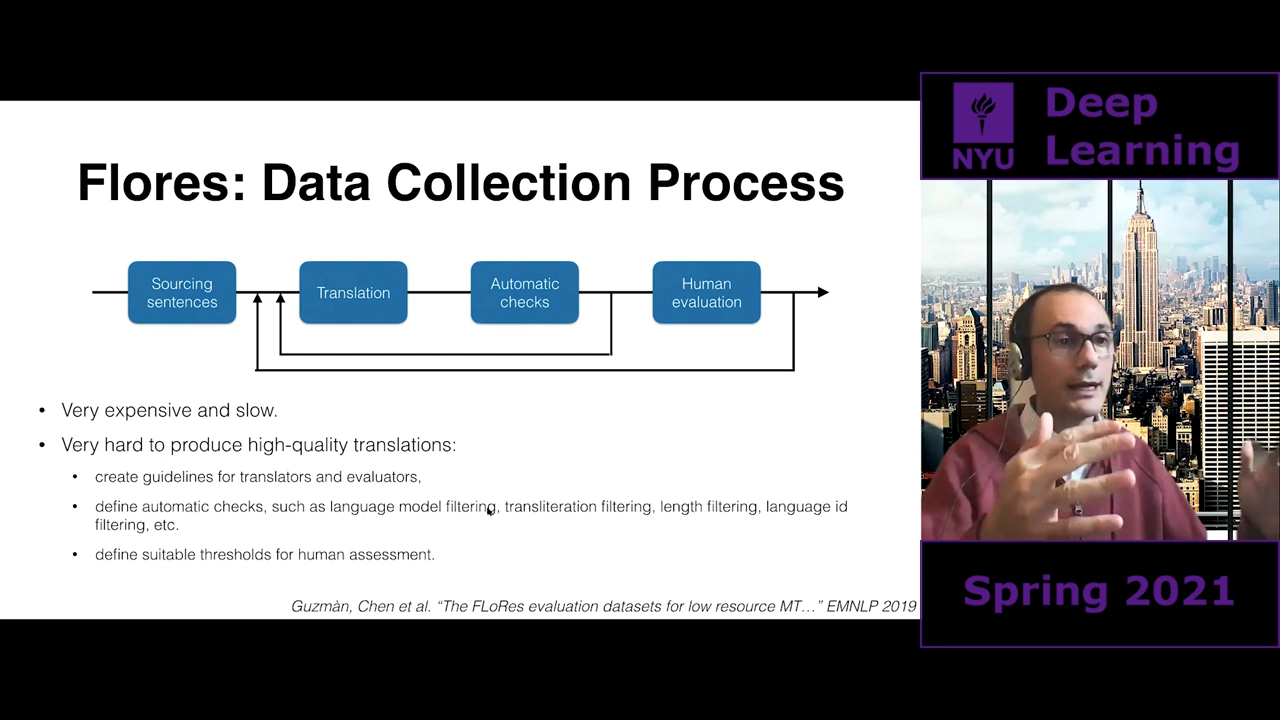 Flores: Data Collection Process
Sourcing
sentences
Translation
Automatic
checks
Human
evaluation
• Very expensive and slow.
• Very hard to produce high-quality translations:
• create guidelines for translators and evaluators,
• define automatic checks, such as language model filtering, transliteration filtering, length filtering, language id
filtering, etc.
• define suitable thresholds for human assessment.
Guzmàn, Chen et al. “The FLoRes evaluation datasets for low resource MT…” EMNLP 2019
NYU
Deep
Learning
Spring 2021